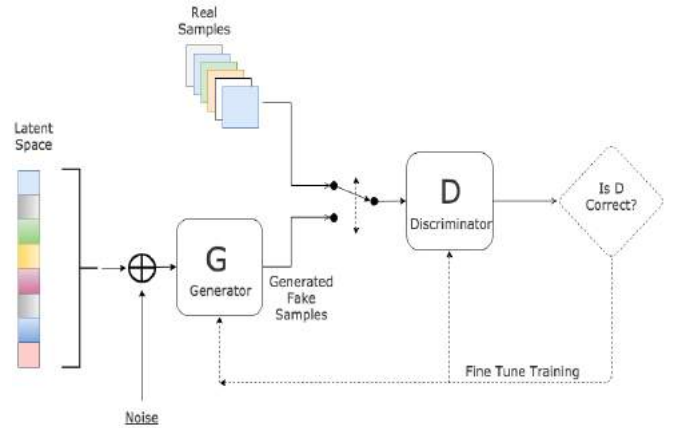 Real
Samples
Latent
Space
D
Discriminator
Is D
Correct?
G
Generator
Generated
Fake
Samples
Fine Tune Training
Noise